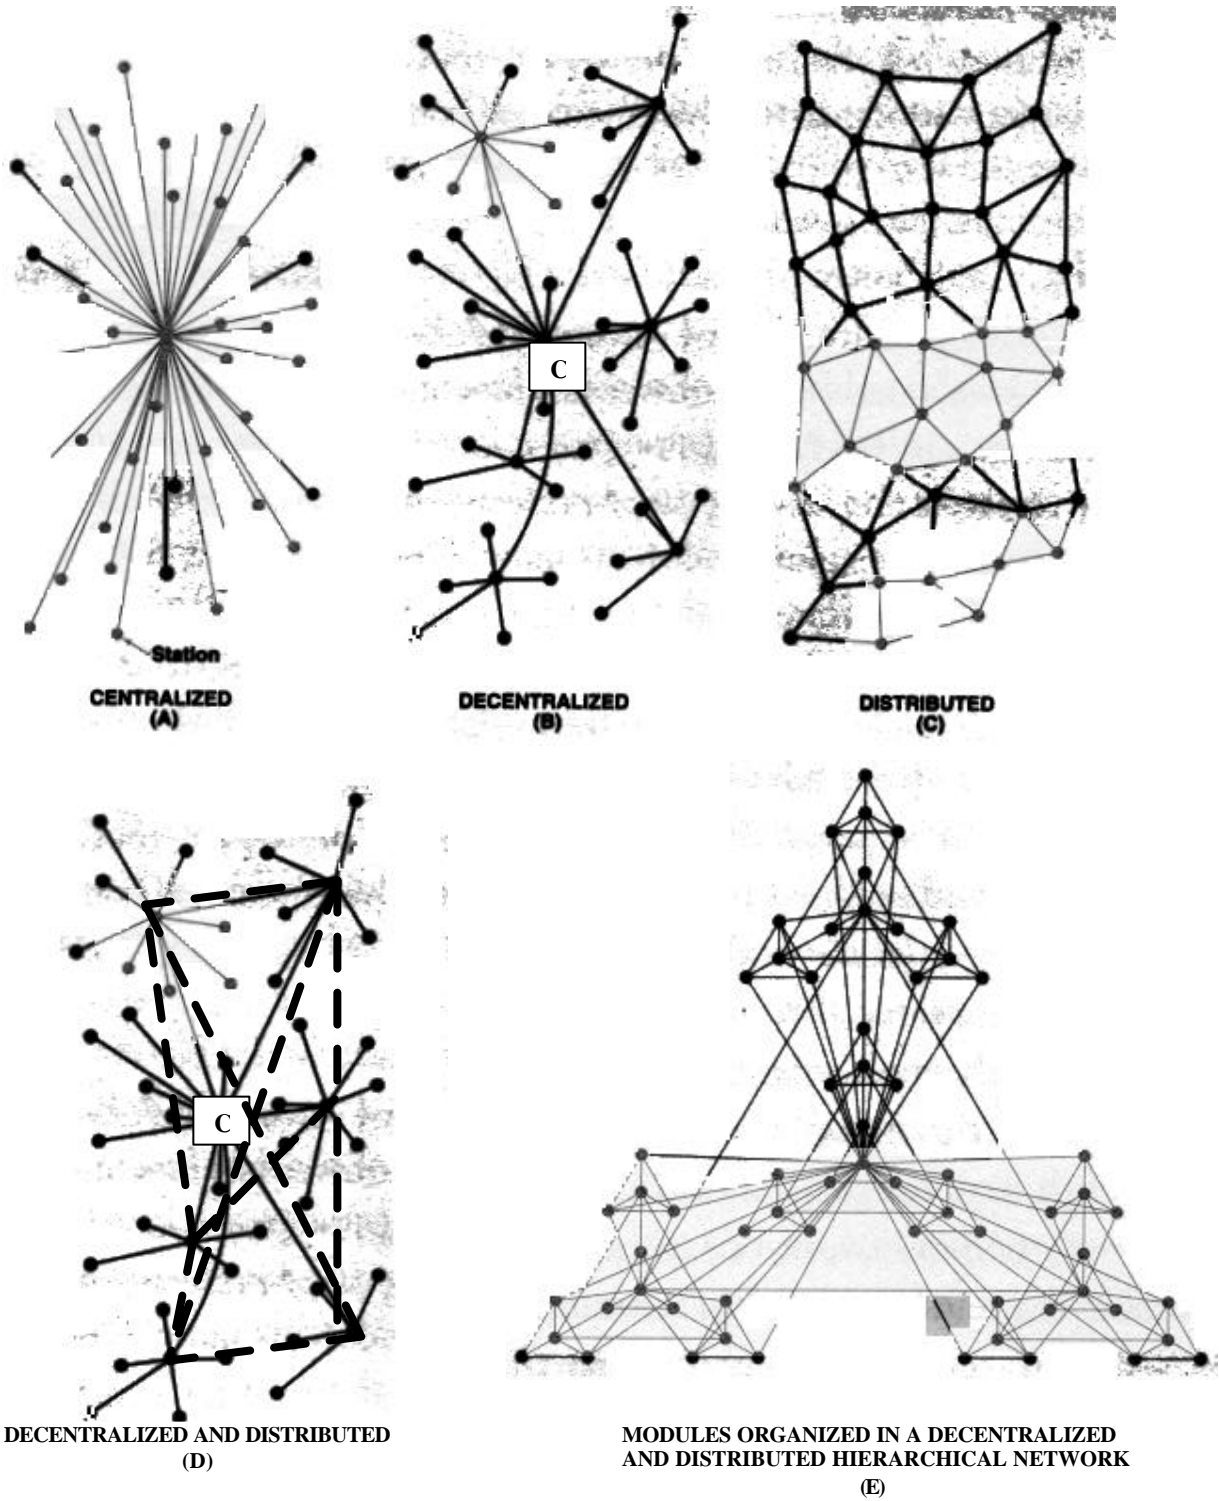 C
Station
CENTRALIZED
(A)
DECENTRALIZED
(B)
DISTRIBUTED
(C)
C
DECENTRALIZED AND DISTRIBUTED
(D)
MODULES ORGANIZED IN A DECENTRALIZED
AND DISTRIBUTED HIERARCHICAL NETWORK
(E)